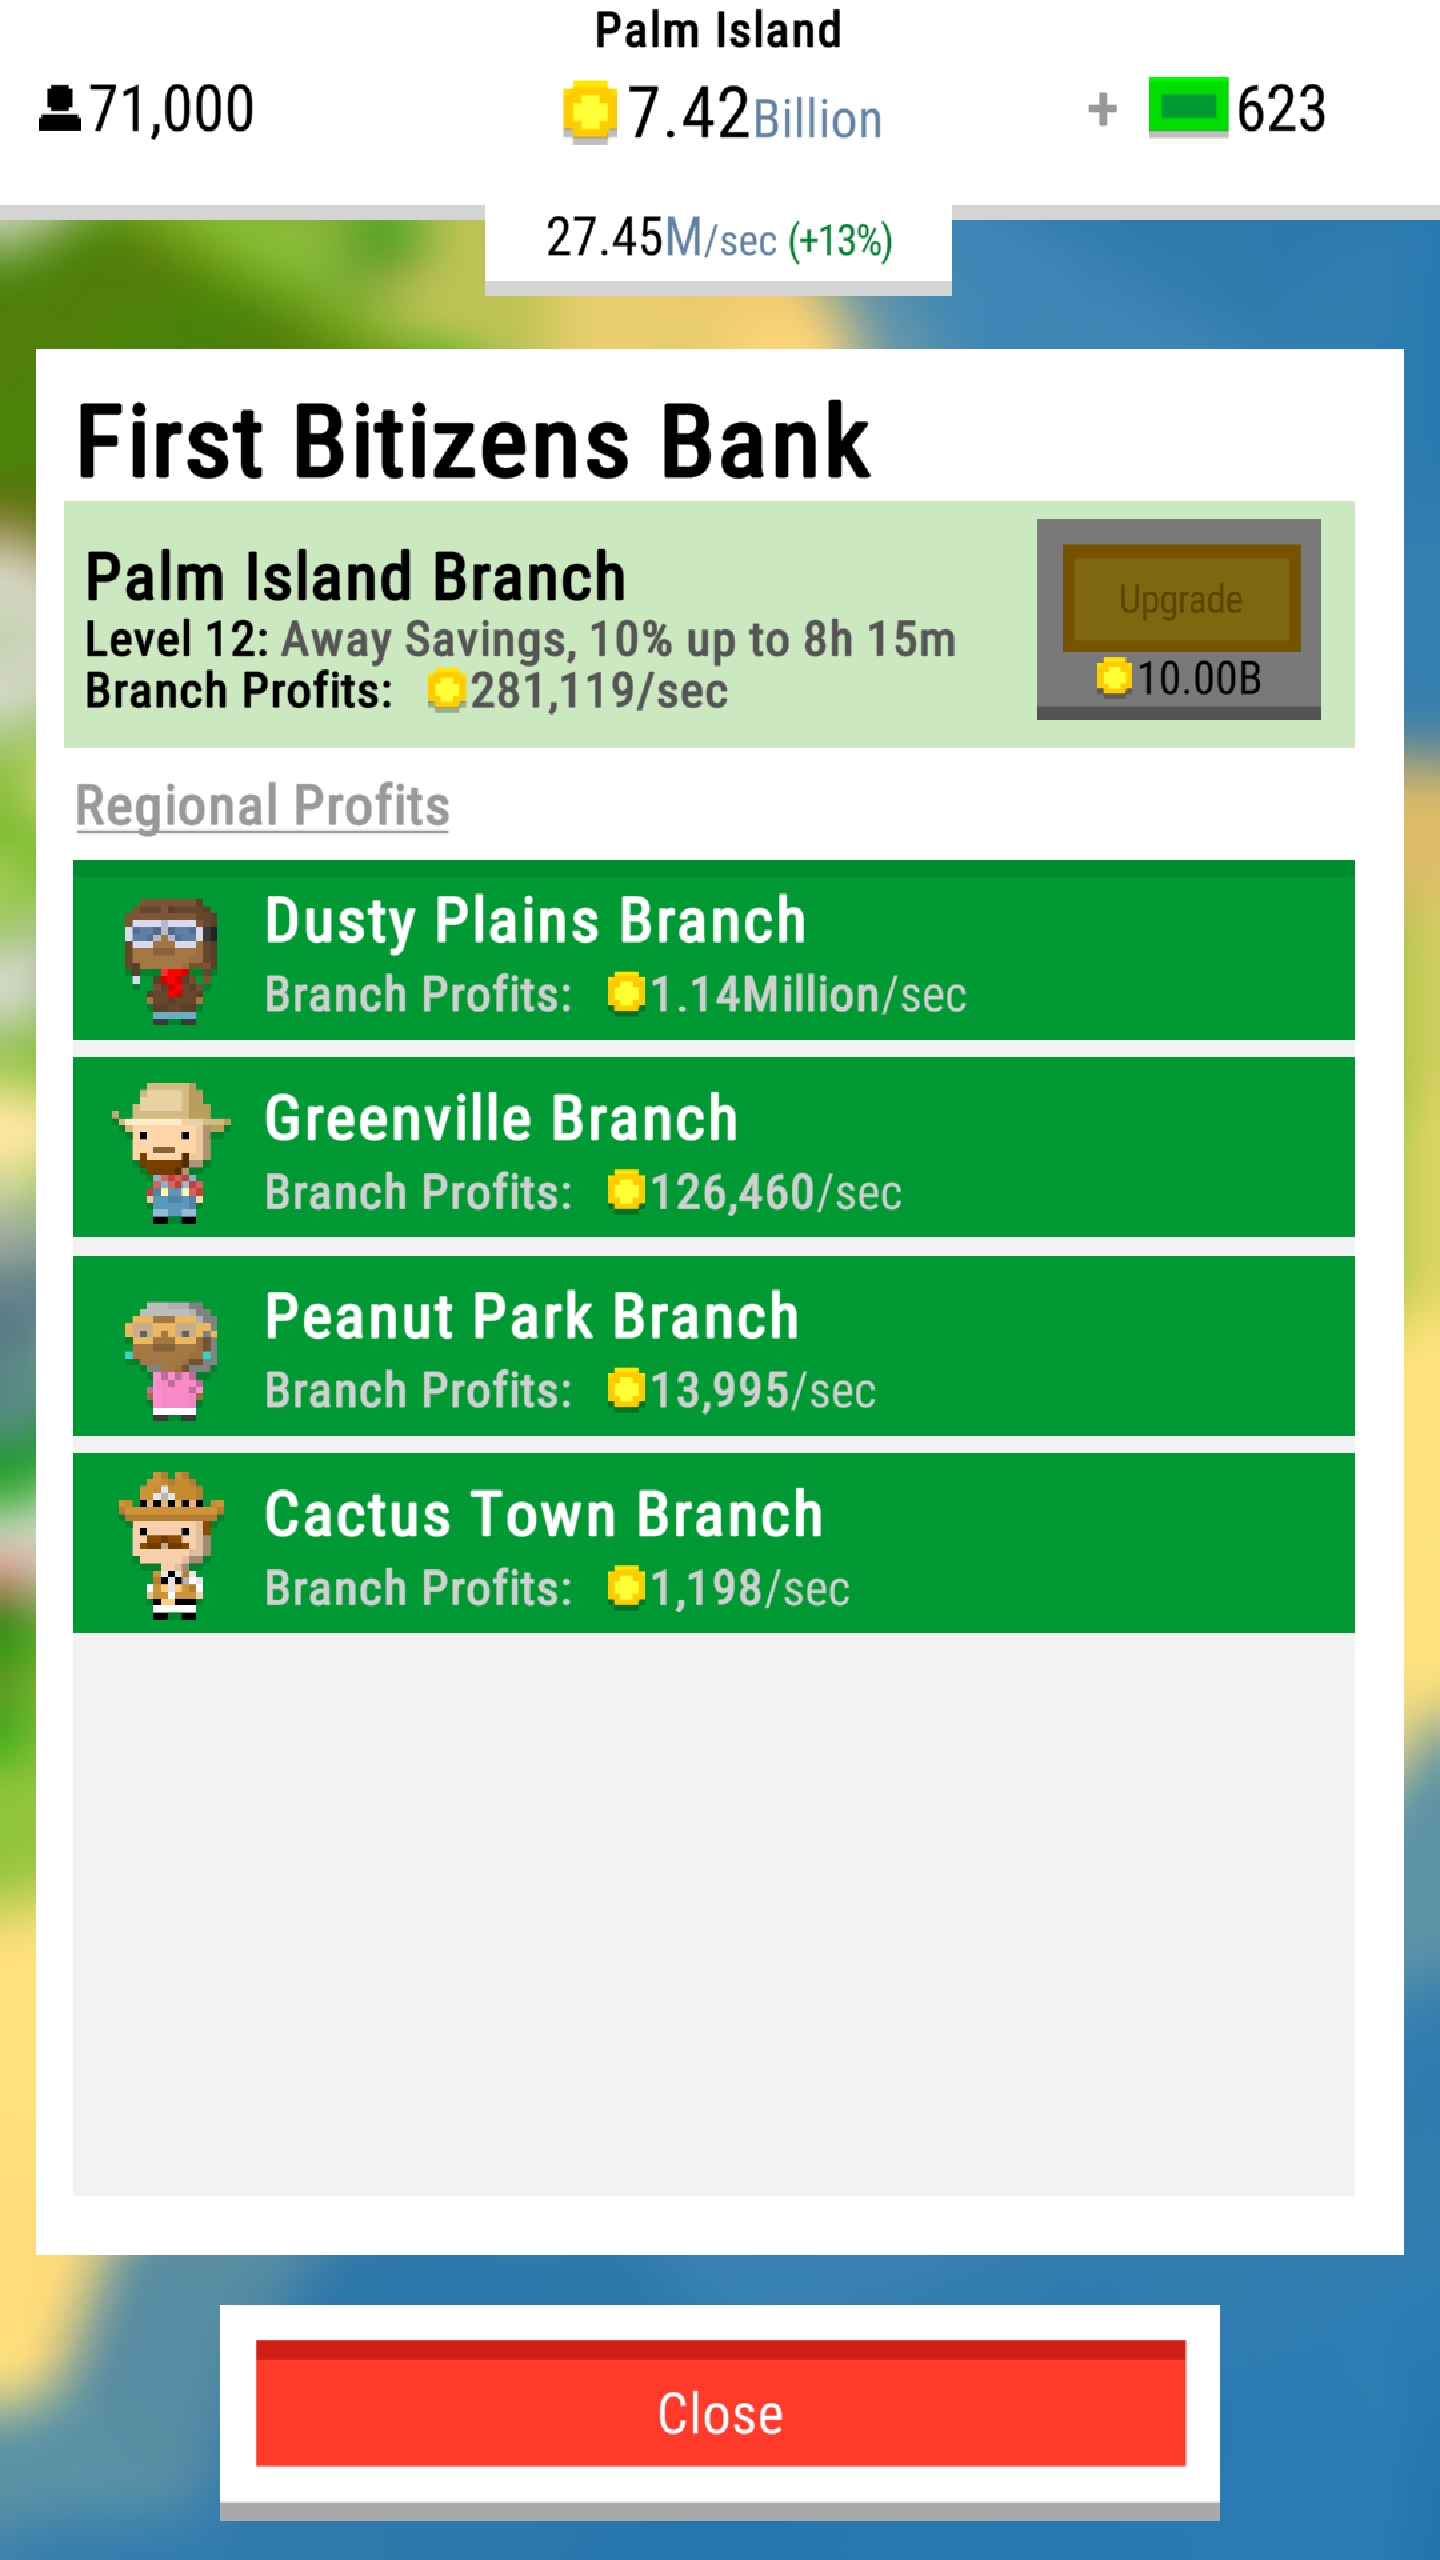 Palm Island
71,000
7.42Billion
+ 623
27.45M/sec (+13%)
First Bitizens Bank
Palm Island Branch
Level 12: Away Savings, 10% up to 8h 15m
Branch Profits: 281,119/sec
Upgrade
10.00B
Regional Profits
Dusty Plains Branch
Branch Profits: 1.14Million/sec
Greenville Branch
Branch Profits: 126,460/sec
Peanut Park Branch
Branch Profits: 13,995/sec
Cactus Town Branch
Branch Profits: 1,198/sec
Close